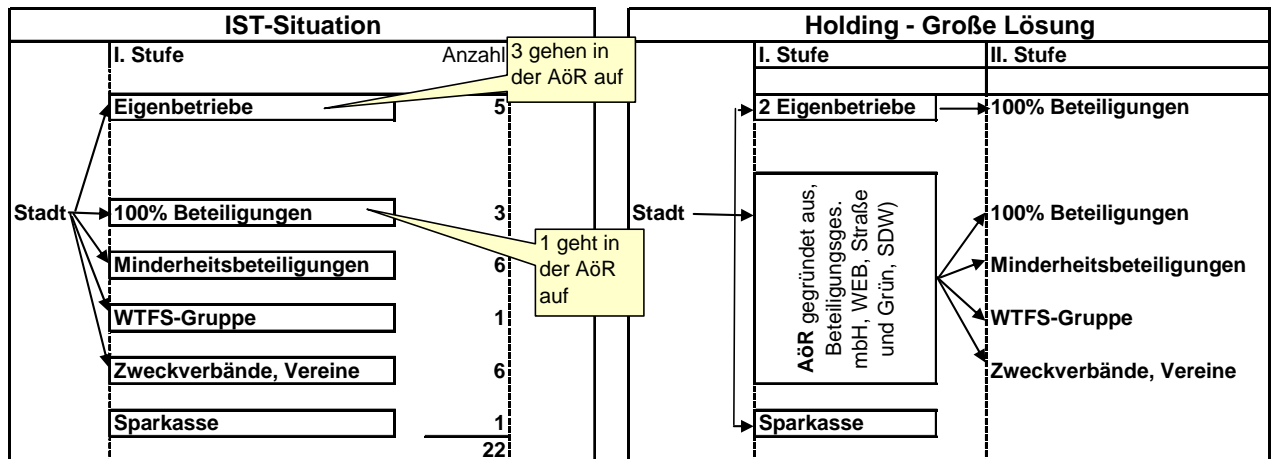 IST-Situation
I. Stufe
Anzahl
3 gehen in
der AöR auf
Eigenbetriebe
5
Stadt
100% Beteiligungen
3
1 geht in
der AöR
auf
Minderheitsbeteiligungen
6
WTFS-Gruppe
1
Zweckverbände, Vereine
6
Sparkasse
1
22
Holding - Große Lösung
I. Stufe
II. Stufe
2 Eigenbetriebe
100% Beteiligungen
Stadt
AöR gegründet aus,
Beteiligungsges.
mbH, WEB, Straße
und Grün, SDW)
100% Beteiligungen
Minderheitsbeteiligungen
WTFS-Gruppe
Zweckverbände, Vereine
Sparkasse